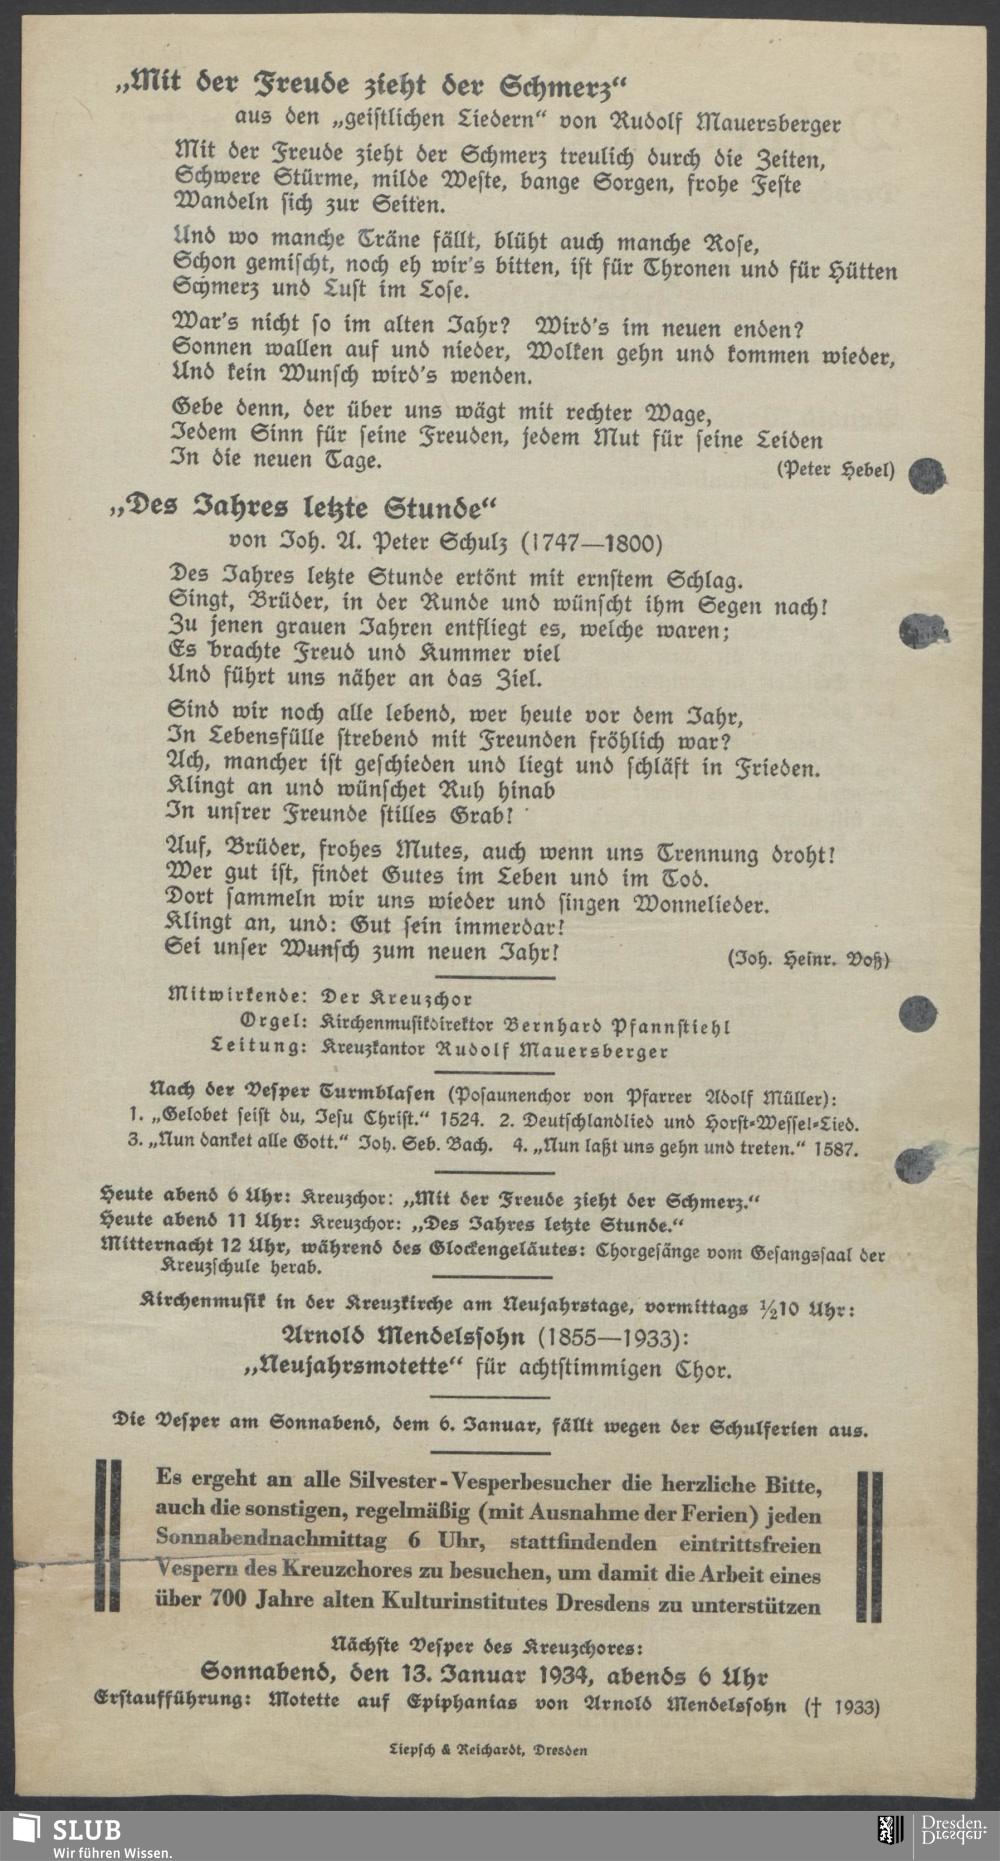 „Mit der Freude zieht der Schmerz“
aus den „geistlichen Liedern“ von Rudolf Mauersberger
Mit der Freude zieht der Schmerz treulich durch die Zeiten,
Schwere Stürme, milde Weste, bange Sorgen, frohe Feste
Wandeln sich zur Seiten.
Und wo manche Träne fällt, blüht auch manche Rose,
Schon gemischt, noch eh wir's bitten, ist für Thronen und für Hütten
Schmerz und Lust im Lose.
War's nicht so im alten Jahr? Wird's im neuen enden?
Sonnen wallen auf und nieder, Wolken gehn und kommen wieder,
Und kein Wunsch wird's wenden.
Gebe denn, der über uns wägt mit rechter Wage,
Jedem Sinn für seine Freuden, jedem Mut für seine Leiden
In die neuen Tage.
(Peter Hebel)
„Des Jahres letzte Stunde“
von Joh. A. Peter Schulz (1747—1800)
Des Jahres letzte Stunde ertönt mit ernstem Schlag.
Singt, Brüder, in der Runde und wünscht ihm Segen nach!
Zu jenen grauen Jahren entfliegt es, welche waren;
Es brachte Freud und Kummer viel
Und führt uns näher an das Ziel.
Sind wir noch alle lebend, wer heute vor dem Jahr,
In Lebensfülle strebend mit Freunden fröhlich war?
Ach, mancher ist geschieden und liegt und schläft in Frieden.
Klingt an und wünschet Ruh hinab
In unsrer Freunde stilles Grab!
Auf, Brüder, frohes Mutes, auch wenn uns Trennung droht!
Wer gut ist, findet Gutes im Leben und im Tod.
Dort sammeln wir uns wieder und singen Wonnelieder.
Klingt an, und: Gut sein immerdar!
Sei unser Wunsch zum neuen Jahr!
(Joh. Heinr. Voß)
Mitwirkende: Der Kreuzchor
Orgel: Kirchenmusikdirektor Bernhard Pfannstiehl
Leitung: Kreuzkantor Rudolf Mauersberger
Nach der Vesper Turmblasen (Posaunenchor von Pfarrer Adolf Müller):
1. „Gelobet seist du, Jesu Christ.“ 1524. 2. Deutschlandlied und Horst-Wessel-Lied.
3. „Nun danket alle Gott.“ Joh. Seb. Bach. 4. „Nun laßt uns gehn und treten.“ 1587.
Heute abend 6 Uhr: Kreuzchor: „Mit der Freude zieht der Schmerz.“
Heute abend 11 Uhr: Kreuzchor: „Des Jahres letzte Stunde.“
Mitternacht 12 Uhr, während des Glockengeläutes: Chorgesänge vom Gesangssaal der
Kreuzschule herab.
Kirchenmusik in der Kreuzkirche am Neujahrstage, vormittags ½10 Uhr:
Arnold Mendelssohn (1855—1933):
„Neujahrsmotette“ für achtstimmigen Chor.
Die Vesper am Sonnabend, dem 6. Januar, fällt wegen der Schulferien aus.
Es ergeht an alle Silvester-Vesperbesucher die herzliche Bitte,
auch die sonstigen, regelmäßig (mit Ausnahme der Ferien) jeden
Sonnabendnachmittag 6 Uhr, stattfindenden eintrittsfreien
Vespern des Kreuzchores zu besuchen, um damit die Arbeit eines
über 700 Jahre alten Kulturinstitutes Dresdens zu unterstützen
Nächste Vesper des Kreuzchores:
Sonnabend, den 13. Januar 1934, abends 6 Uhr
Erstaufführung: Motette auf Epiphanias von Arnold Mendelssohn († 1933)
Liepsch & Reichardt, Dresden
SLUB
Wir führen Wissen.
Dresden.
Dresden.